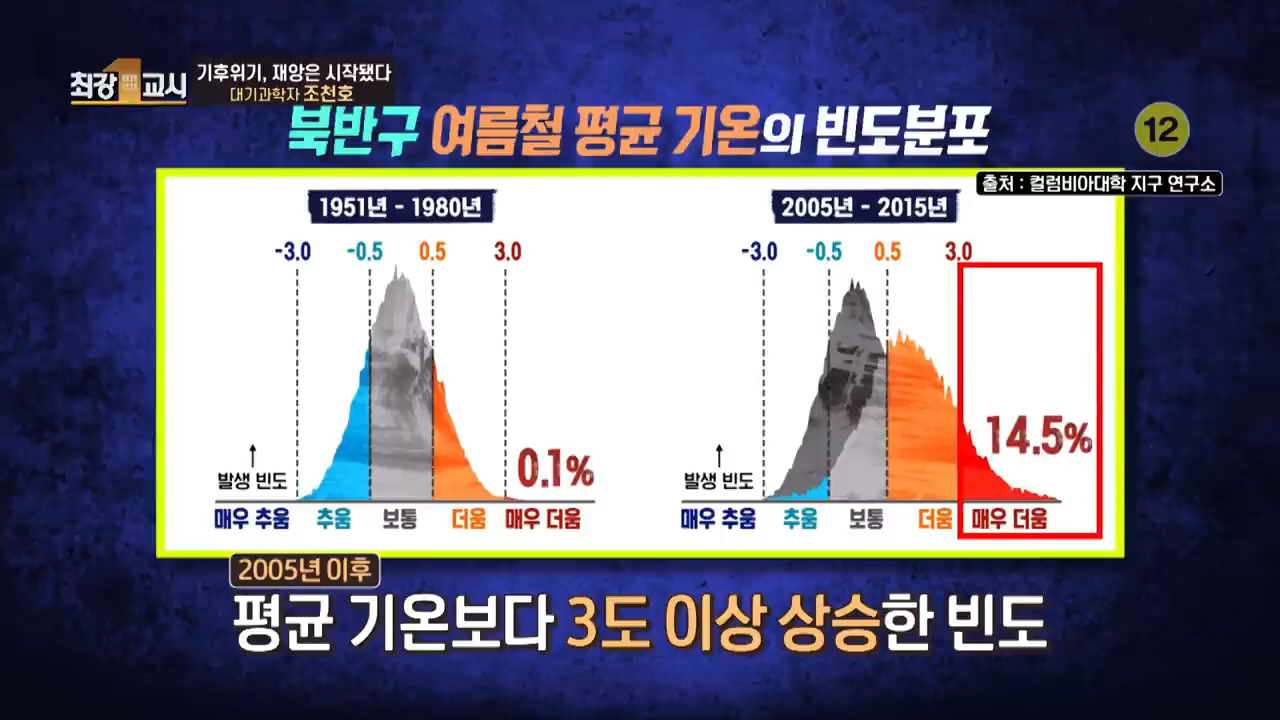 최강1교시
기후위기, 재앙은 시작됐다
대기과학자 조천호
북반구 여름철 평균 기온의 빈도분포
12
출처 : 컬럼비아대학 지구 연구소
1951년 - 1980년
-3.0 -0.5 0.5 3.0
발생 빈도
0.1%
매우 추움 추움 보통 더움 매우 더움
2005년 - 2015년
-3.0 -0.5 0.5 3.0
발생 빈도
14.5%
매우 추움 추움 보통 더움 매우 더움
2005년 이후
평균 기온보다 3도 이상 상승한 빈도